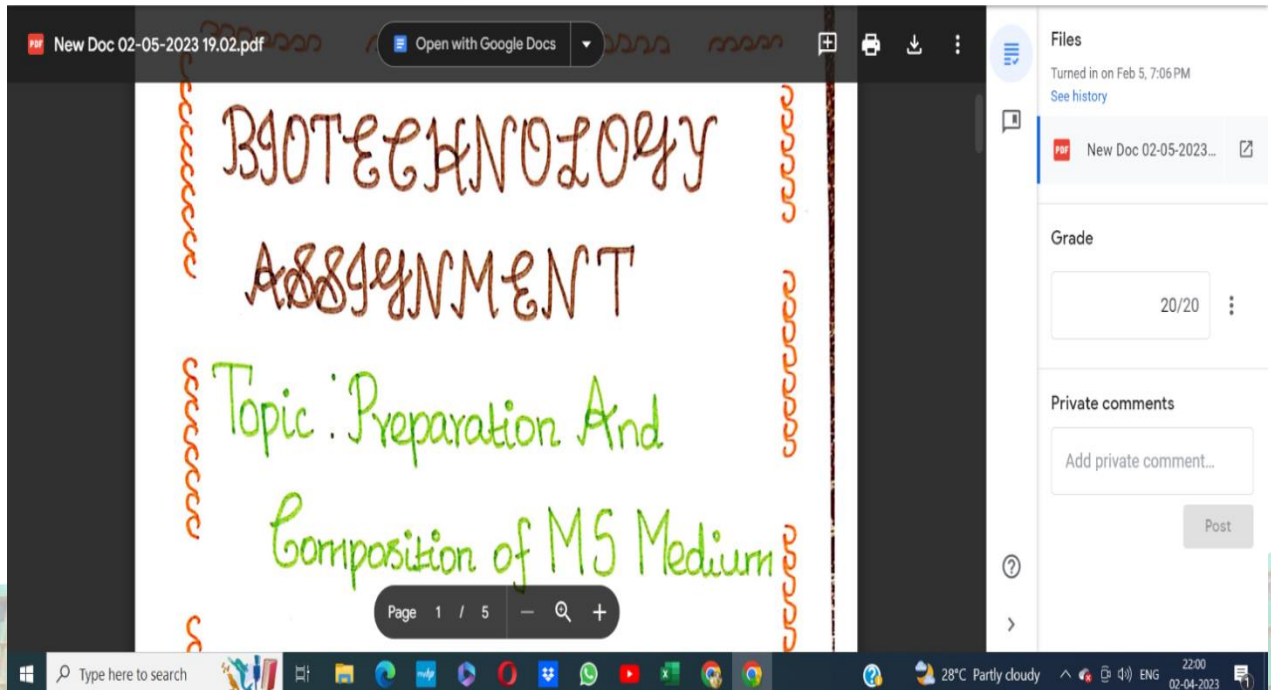 New Doc 02-05-2023 19.02.pdf
Open with Google Docs
BIOTECHNOLOGY
ASSIGNMENT
Topic : Preparation And
Composition of MS Medium
Page 1 / 5
Files
Turned in on Feb 5, 7:06 PM
See history
PDF New Doc 02-05-2023...
Grade
20/20
Private comments
Add private comment...
Post
Type here to search
28°C Partly cloudy
ENG
22:00
02-04-2023
1